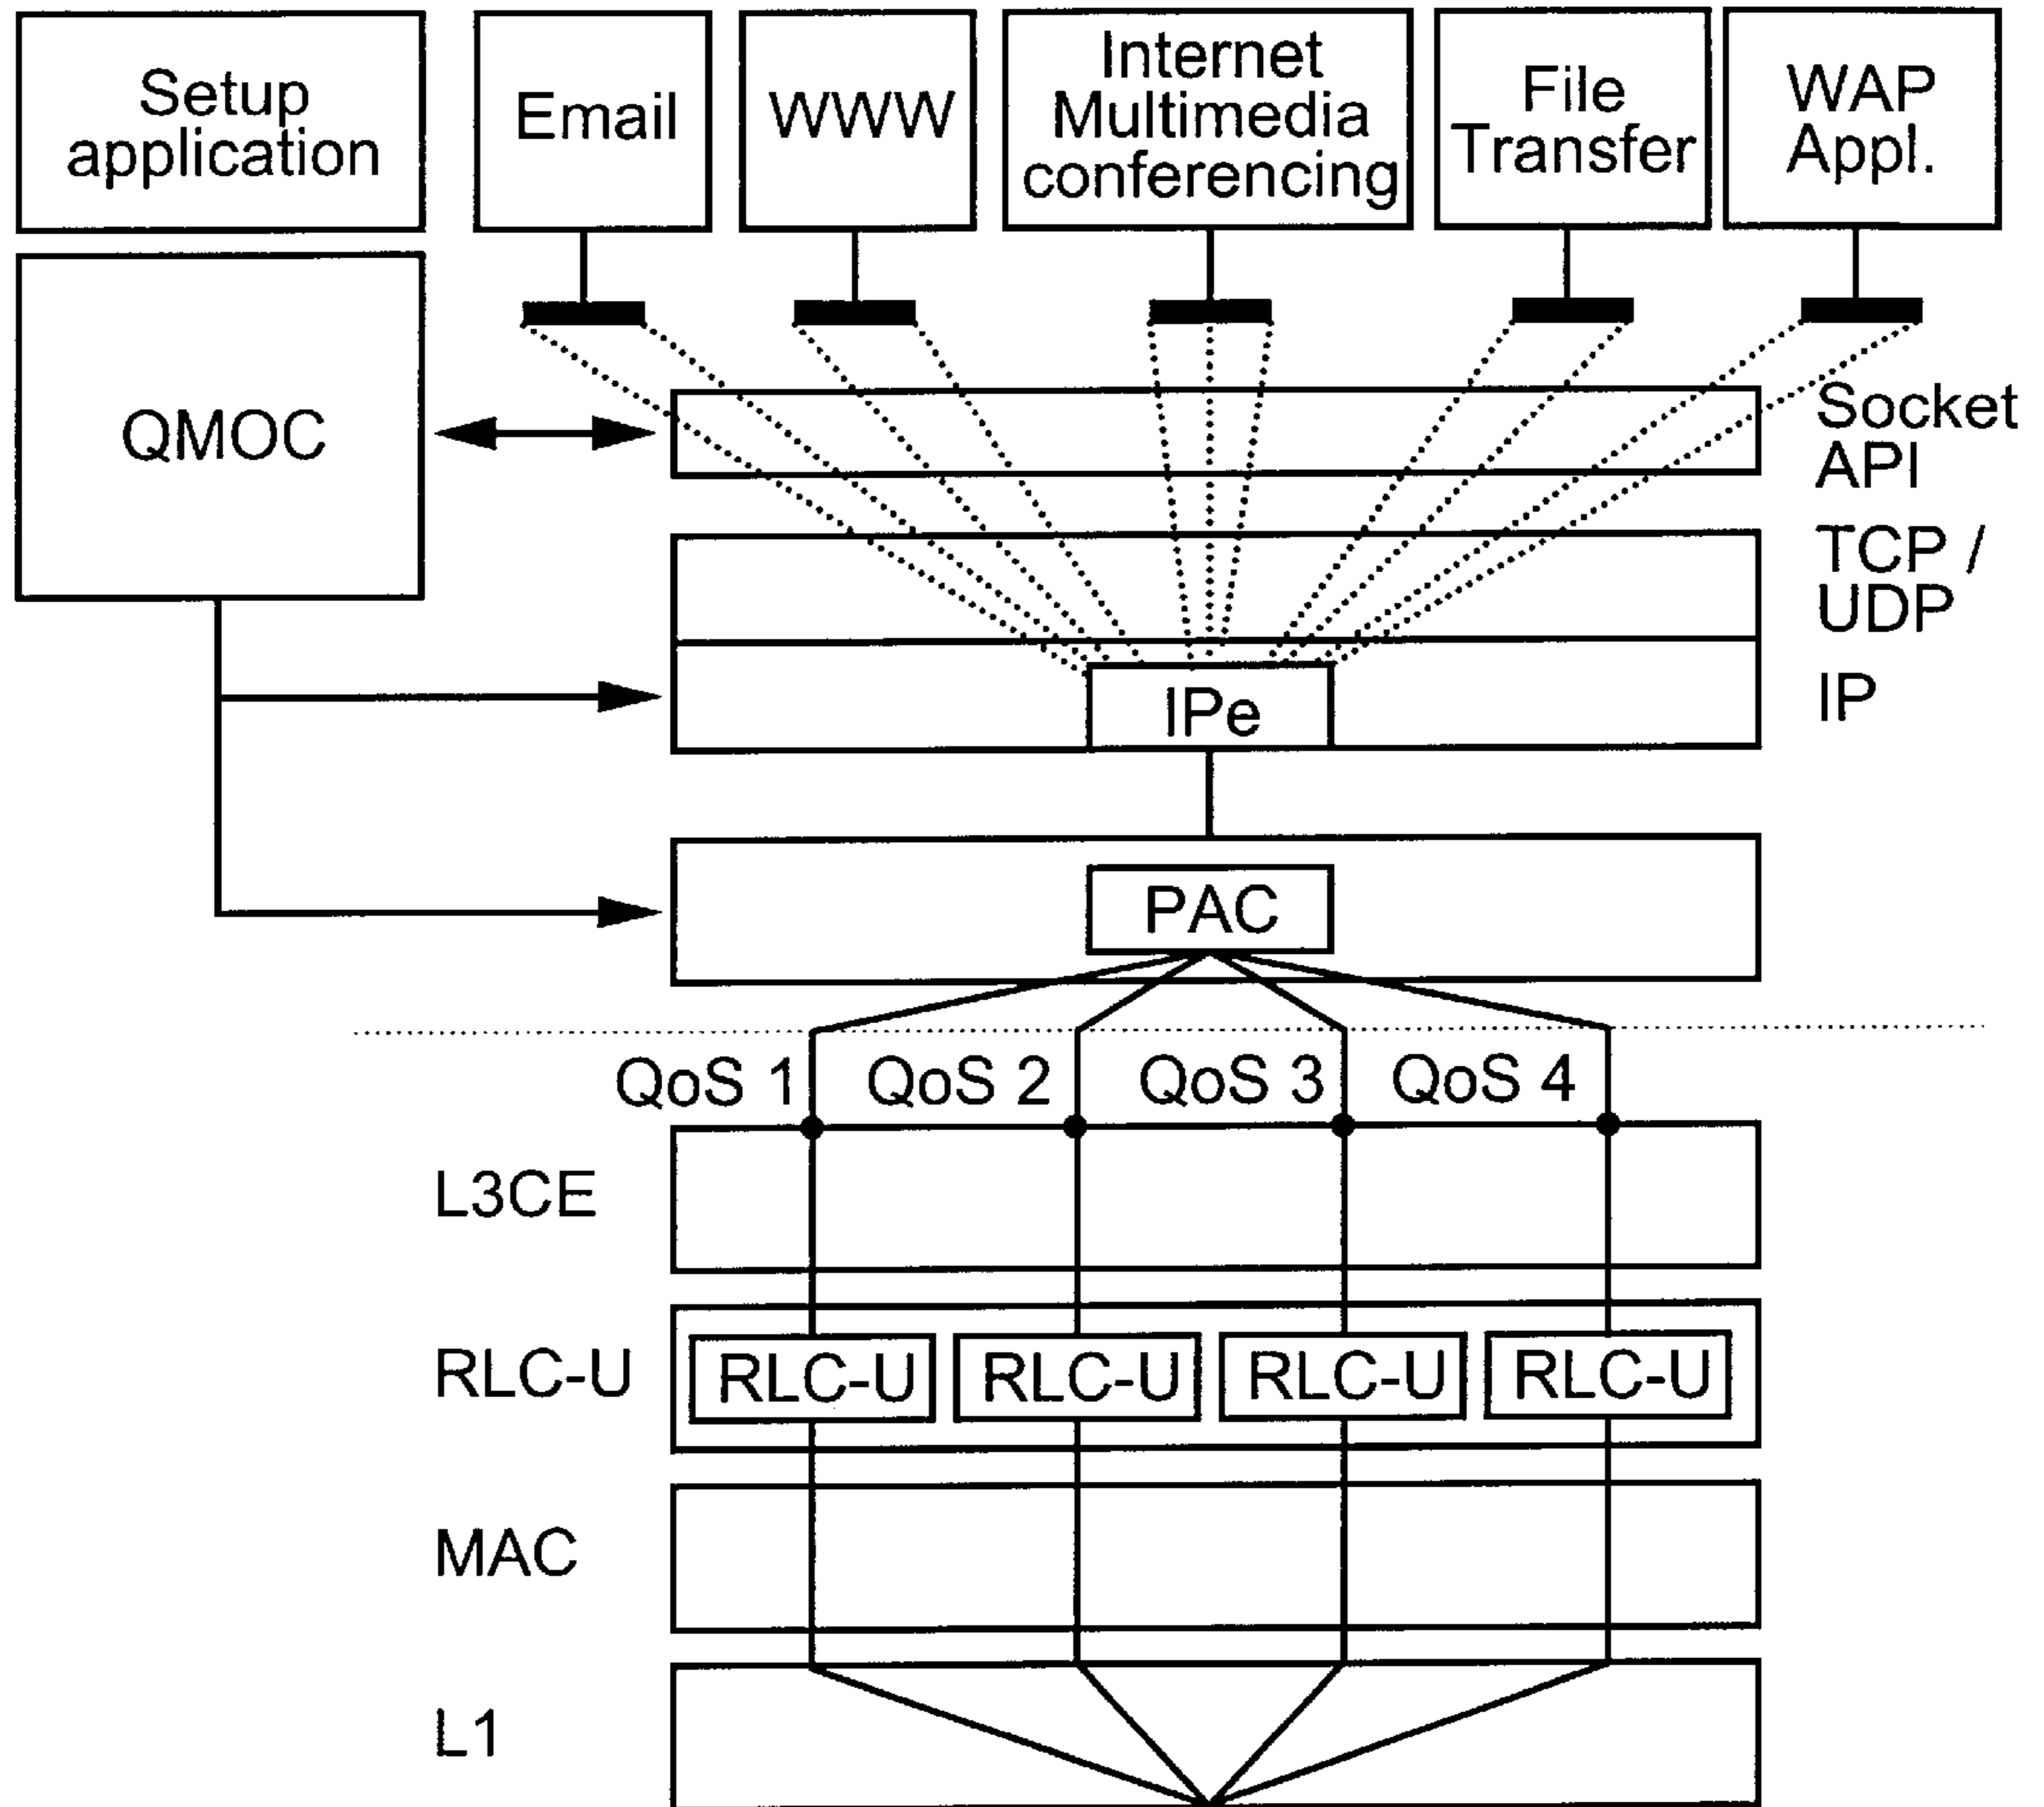 Setup
application
Email
WWW
Internet
Multimedia
conferencing
File
Transfer
WAP
Appl.
QMOC
Socket
API
TCP /
UDP
IPe
IP
PAC
QoS 1
QoS 2
QoS 3
QoS 4
L3CE
RLC-U
RLC-U
RLC-U
RLC-U
RLC-U
MAC
L1